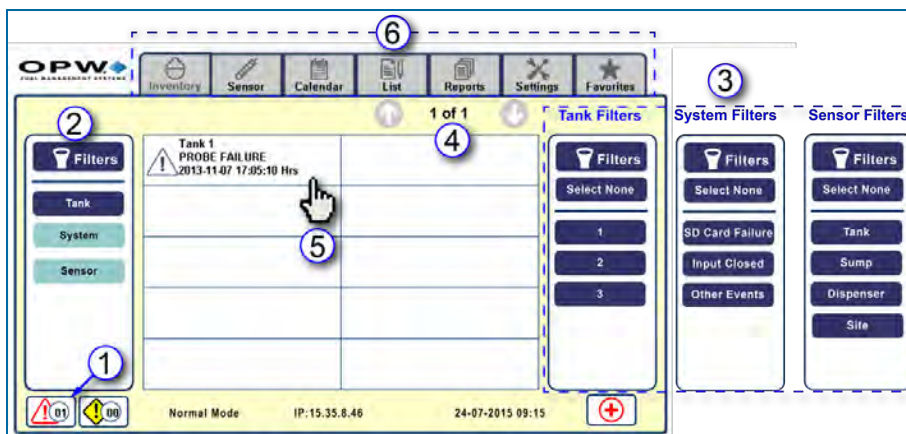 6
OPW
FUEL MANAGEMENT SYSTEMS
Inventory Sensor Calendar List Reports Settings Favorites
3
1 of 1
Tank Filters System Filters Sensor Filters
2
4
Filters
Tank
System
Sensor
Tank 1
PROBE FAILURE
2013-11-07 17:05:10 Hrs
5
Filters
Select None
1
2
3
Filters
Select None
SD Card Failure
Input Closed
Other Events
Filters
Select None
Tank
Sump
Dispenser
Site
1
01 00 Normal Mode IP:15.35.8.46 24-07-2015 09:15